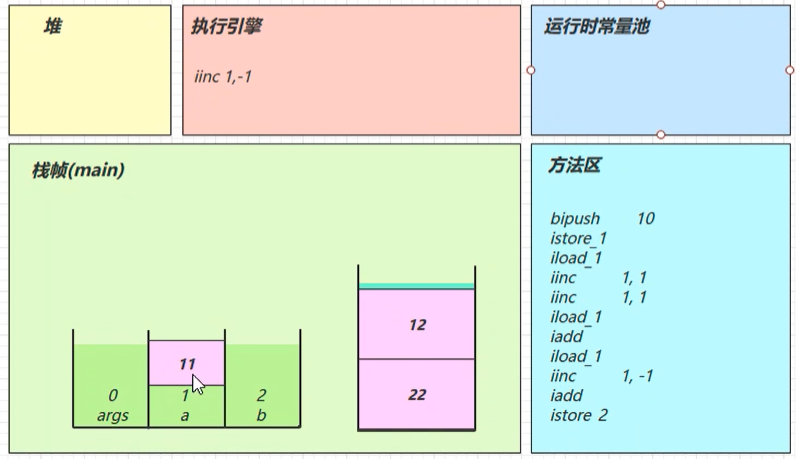 堆
执行引擎
iinc 1,-1
运行时常量池
栈帧(main)
0
args
11
1
a
2
b
12
22
方法区
bipush 10
istore_1
iload_1
iinc 1, 1
iinc 1, 1
iload_1
iadd
iload_1
iinc 1, -1
iadd
istore 2